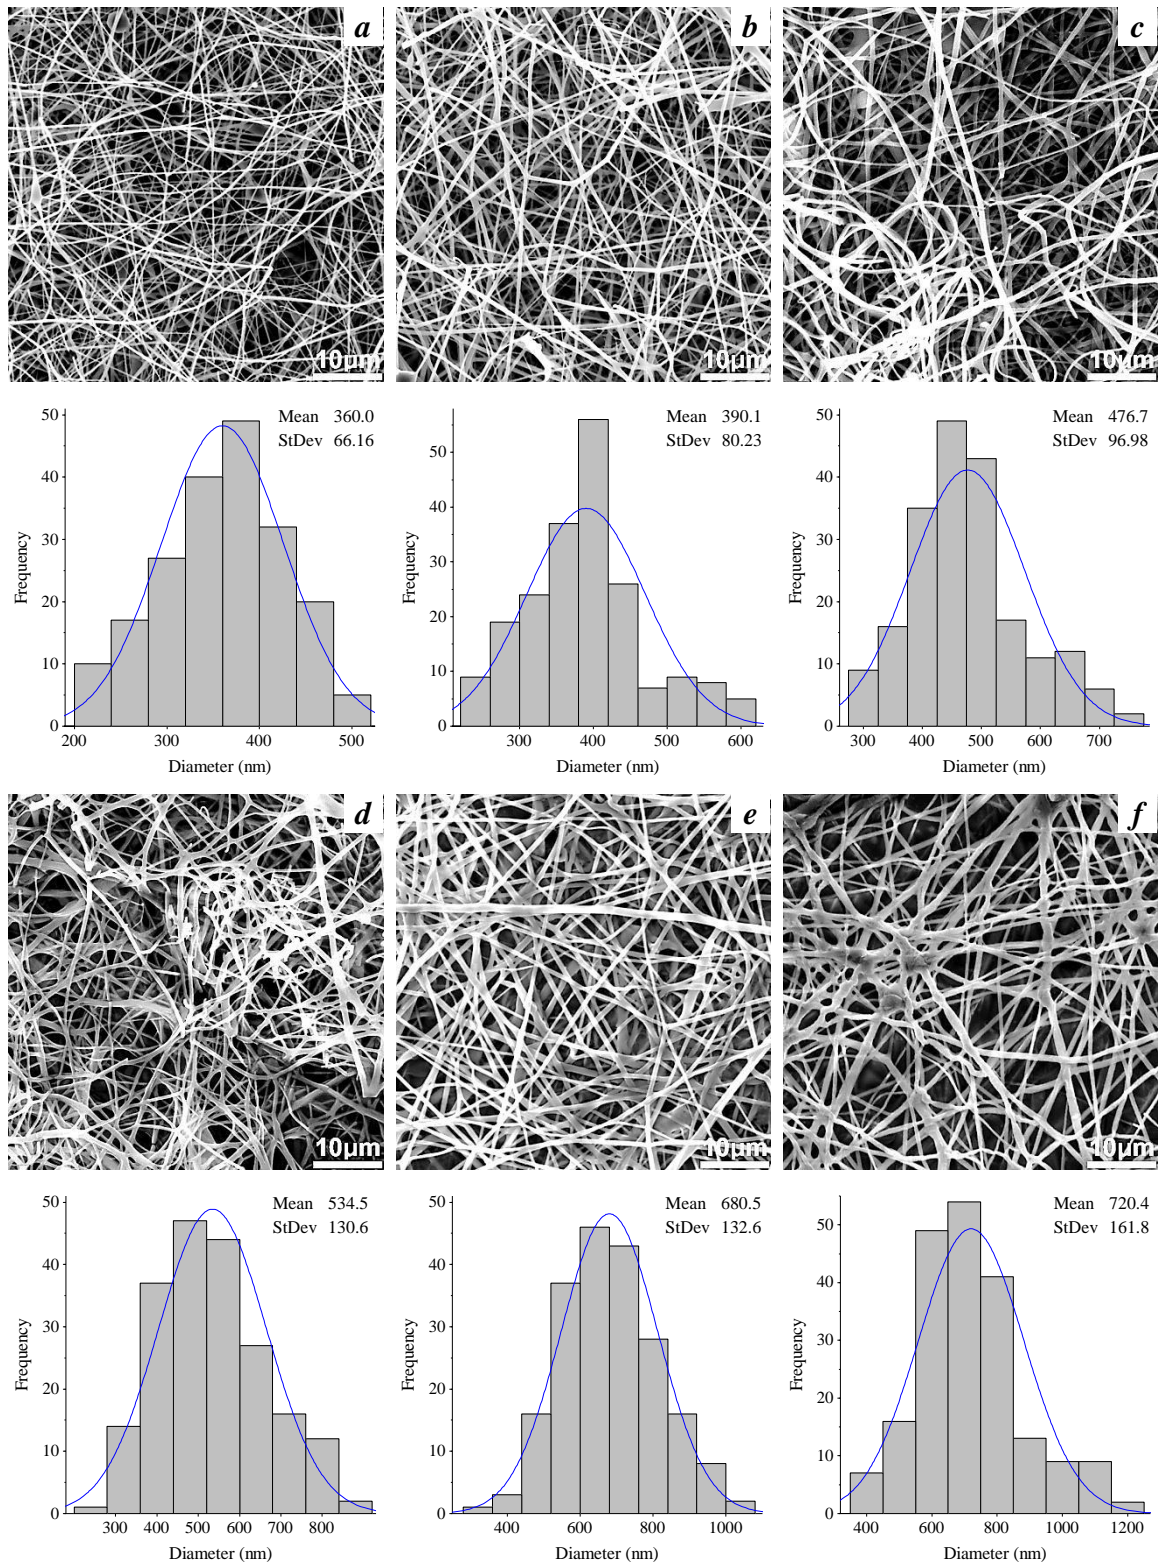 a
b
c
10μm
10μm
10μm
Mean 360.0
StDev 66.16
50
40
30
20
10
0
Frequency
200 300 400 500
Diameter (nm)
Mean 390.1
StDev 80.23
50
40
30
20
10
0
Frequency
300 400 500 600
Diameter (nm)
Mean 476.7
StDev 96.98
50
40
30
20
10
0
Frequency
300 400 500 600 700
Diameter (nm)
d
e
f
10μm
10μm
10μm
Mean 534.5
StDev 130.6
50
40
30
20
10
0
Frequency
300 400 500 600 700 800
Diameter (nm)
Mean 680.5
StDev 132.6
50
40
30
20
10
0
Frequency
400 600 800 1000
Diameter (nm)
Mean 720.4
StDev 161.8
50
40
30
20
10
0
Frequency
400 600 800 1000 1200
Diameter (nm)